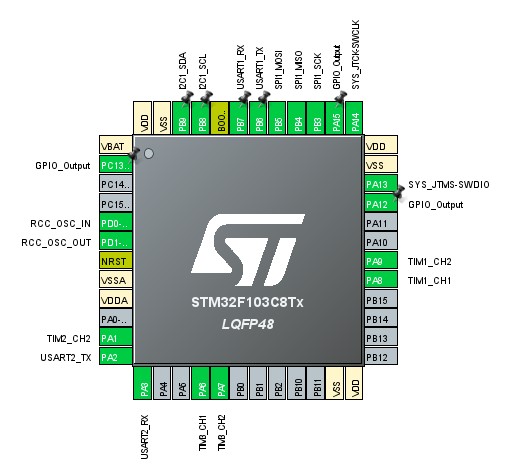 I2C1_SDA
I2C1_SCL
USART1_RX
USART1_TX
SPI1_MOSI
SPI1_MISO
SPI1_SCK
GPIO_Output
SYS_JTCK-SWCLK
VDD
VSS
PB9
PB8
BOO..
PB7
PB6
PB5
PB4
PB3
PA15
PA14
VBAT
GPIO_Output PC13..
PC14..
PC15..
RCC_OSC_IN PD0-..
RCC_OSC_OUT PD1-..
NRST
VSSA
VDDA
PA0-..
TIM2_CH2 PA1
USART2_TX PA2
ST
STM32F103C8Tx
LQFP48
VDD
VSS
PA13 SYS_JTMS-SWDIO
PA12 GPIO_Output
PA11
PA10
PA9 TIM1_CH2
PA8 TIM1_CH1
PB15
PB14
PB13
PB12
PA3
PA4
PA5
PA6
PA7
PB0
PB1
PB2
PB10
PB11
VSS
VDD
USART2_RX
TIM3_CH1
TIM3_CH2